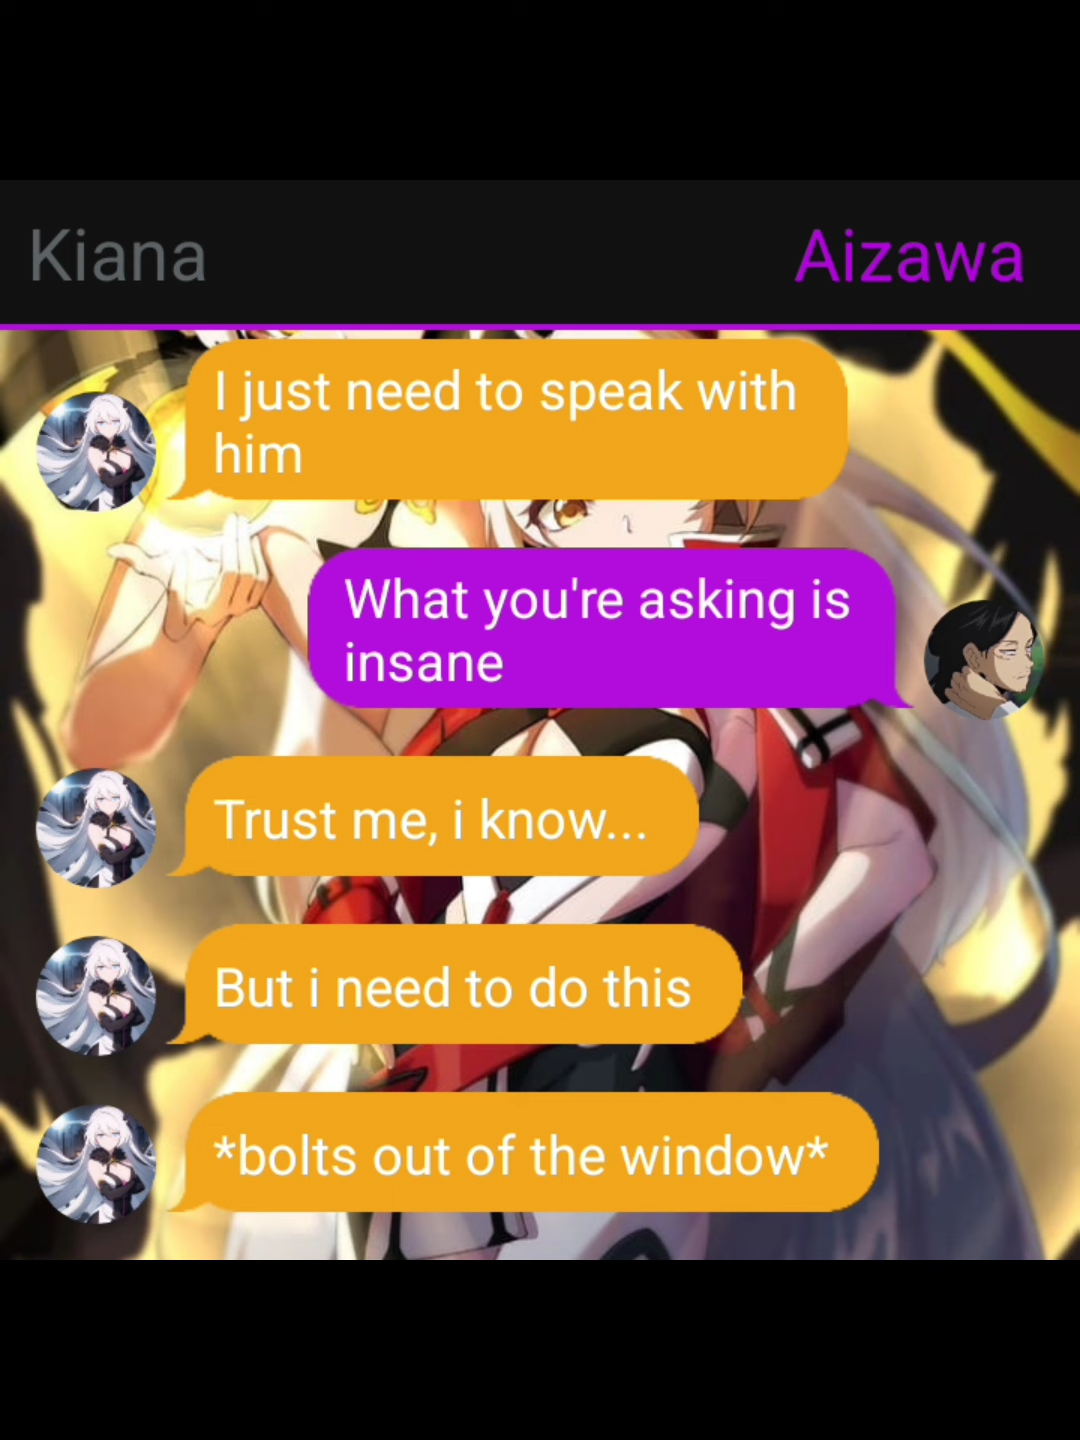 Kiana
Aizawa
I just need to speak with
him
What you're asking is
insane
Trust me, i know...
But i need to do this
*bolts out of the window*